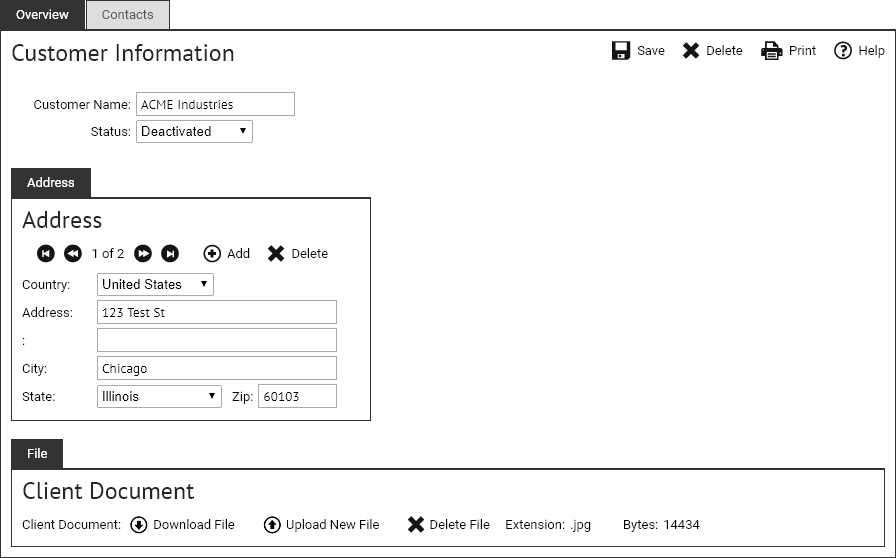 Overview Contacts
Customer Information Save Delete Print Help
Customer Name: ACME Industries
Status: Deactivated
Address
Address
1 of 2 Add Delete
Country: United States
Address: 123 Test St
:
City: Chicago
State: Illinois Zip: 60103
File
Client Document
Client Document: Download File Upload New File Delete File Extension: .jpg Bytes: 14434